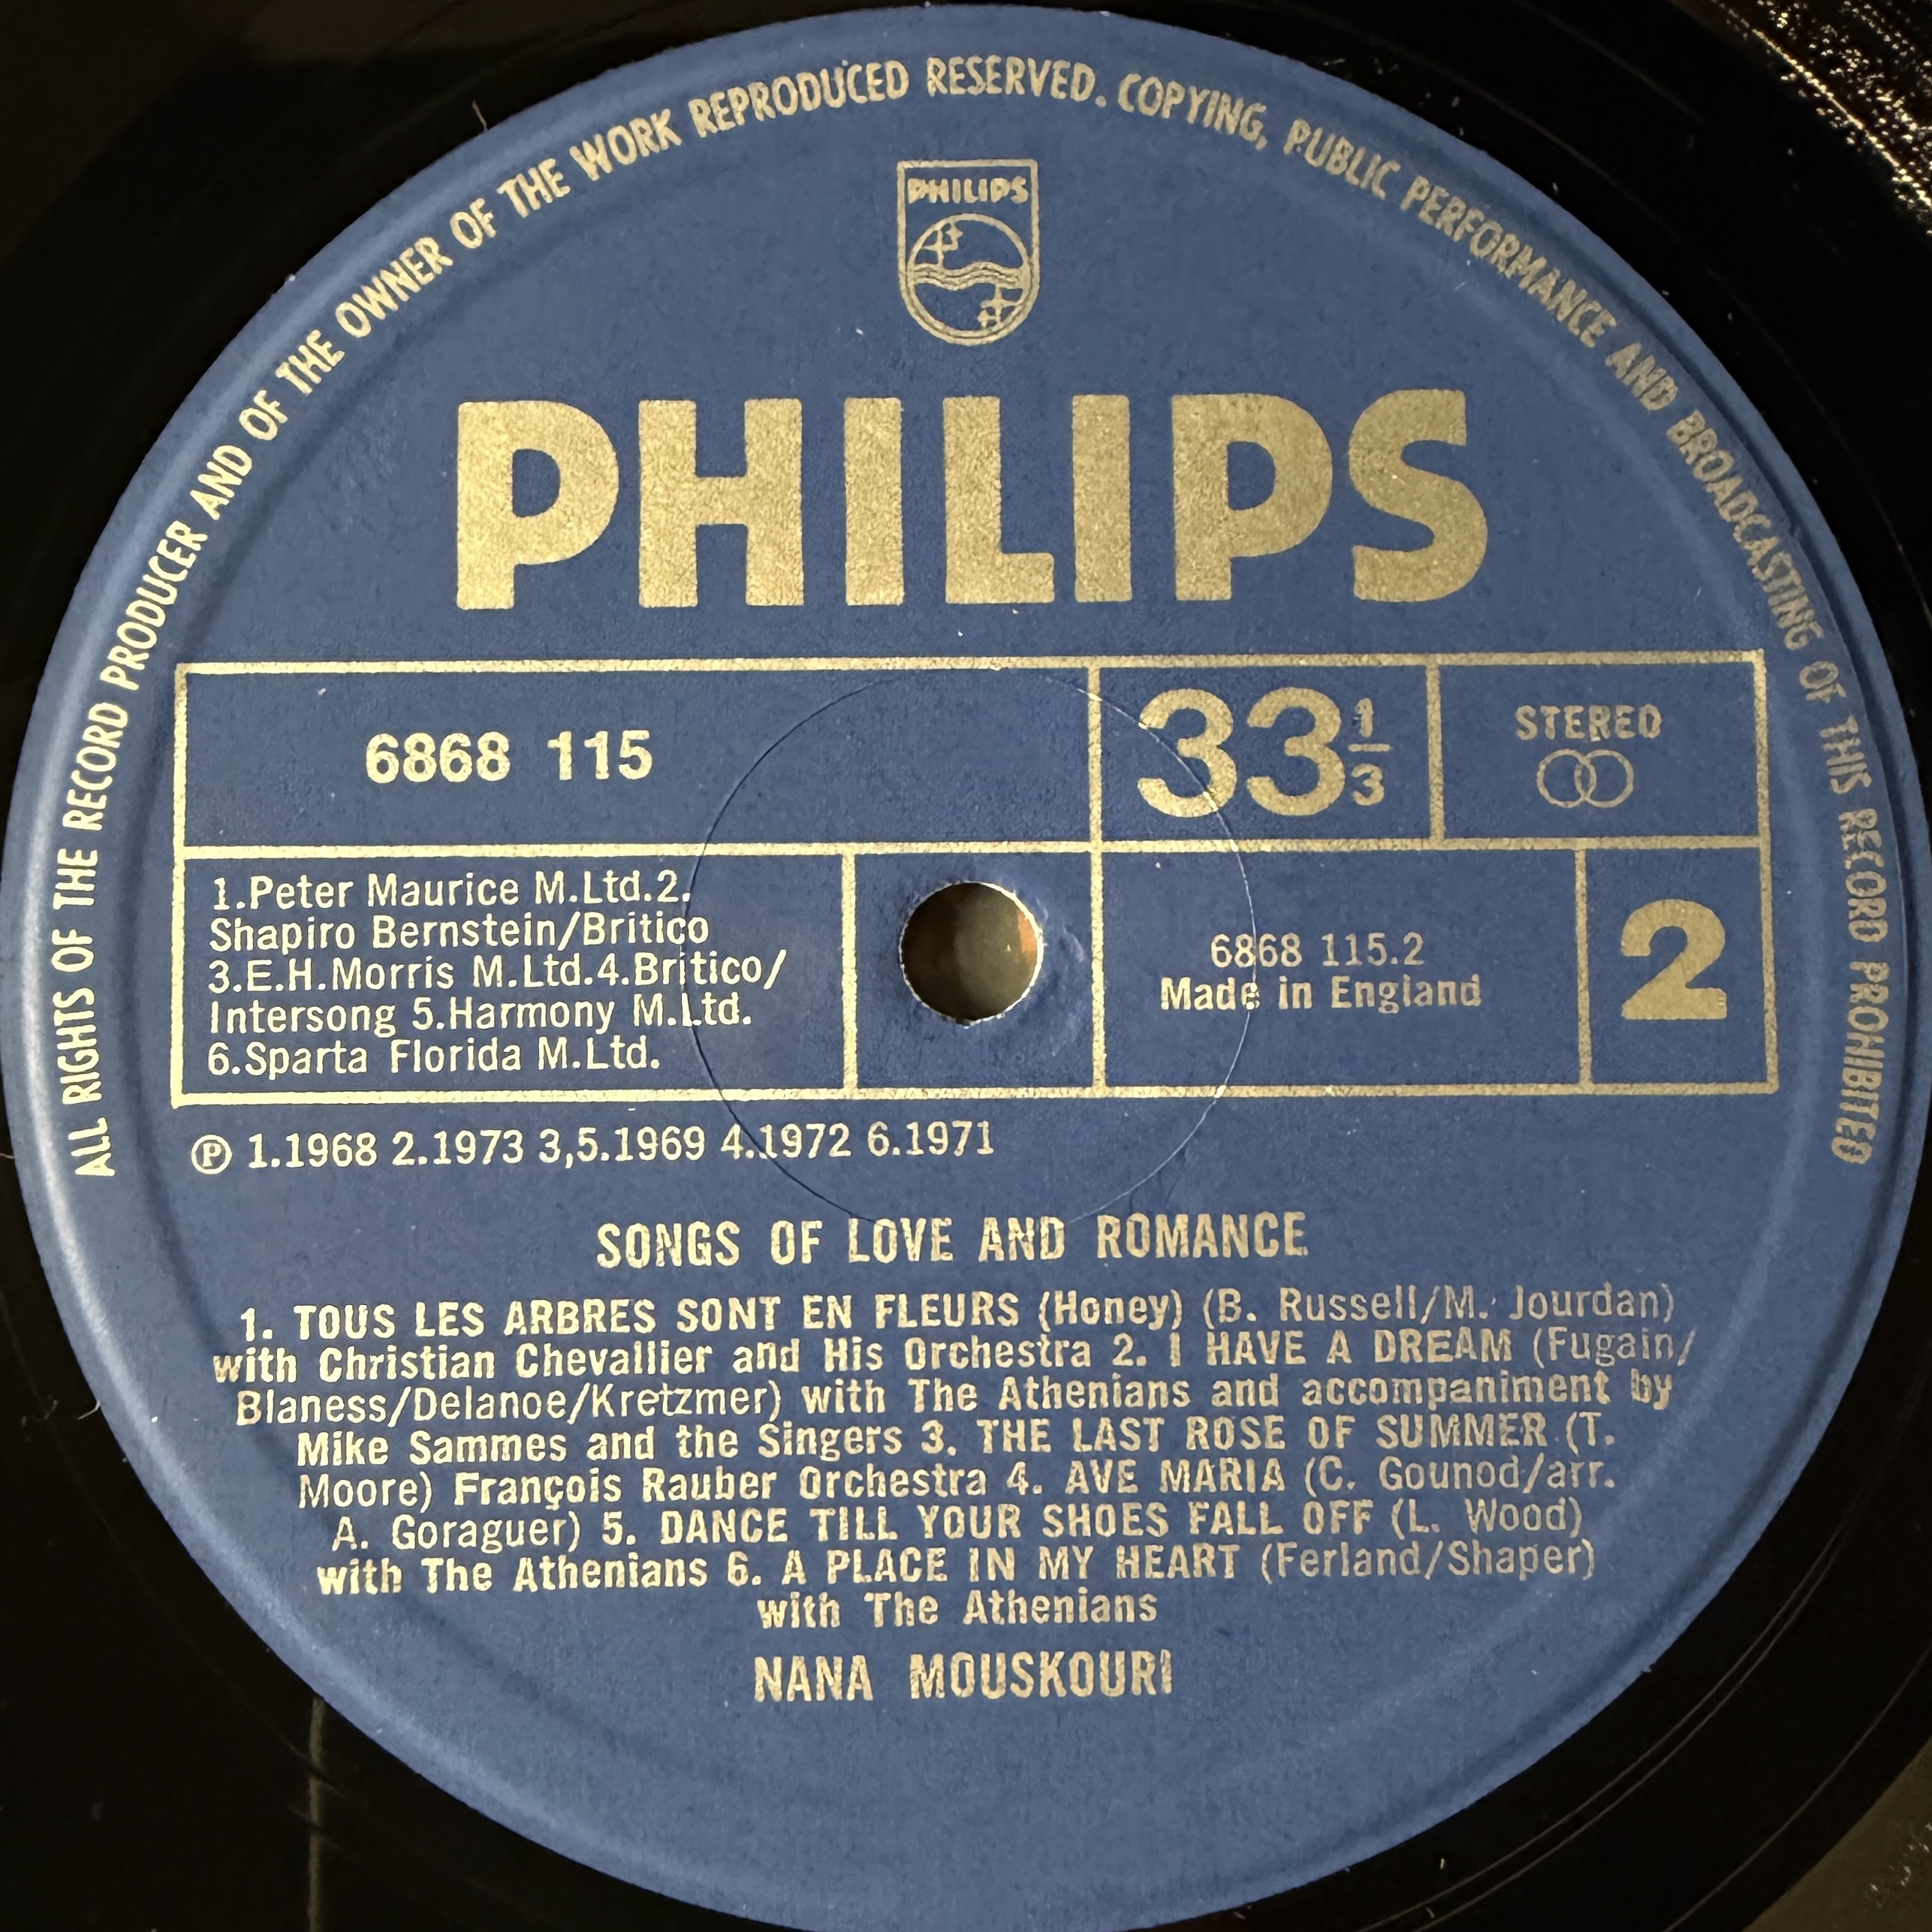 ALL RIGHTS OF THE RECORD PRODUCER AND OF THE OWNER OF THE WORK REPRODUCED RESERVED. COPYING, PUBLIC PERFORMANCE AND BROADCASTING OF THIS RECORD PROHIBITED
PHILIPS
PHILIPS
6868 115
33 1/3
STEREO
1.Peter Maurice M.Ltd.2.
Shapiro Bernstein/Britico
3.E.H.Morris M.Ltd.4.Britico/
Intersong 5.Harmony M.Ltd.
6.Sparta Florida M.Ltd.
6868 115.2
Made in England
2
℗ 1.1968 2.1973 3,5.1969 4.1972 6.1971
SONGS OF LOVE AND ROMANCE
1. TOUS LES ARBRES SONT EN FLEURS (Honey) (B. Russell/M. Jourdan)
with Christian Chevallier and His Orchestra 2. I HAVE A DREAM (Fugain/
Blaness/Delanoe/Kretzmer) with The Athenians and accompaniment by
Mike Sammes and the Singers 3. THE LAST ROSE OF SUMMER (T.
Moore) François Rauber Orchestra 4. AVE MARIA (C. Gounod/arr.
A. Goraguer) 5. DANCE TILL YOUR SHOES FALL OFF (L. Wood)
with The Athenians 6. A PLACE IN MY HEART (Ferland/Shaper)
with The Athenians
NANA MOUSKOURI